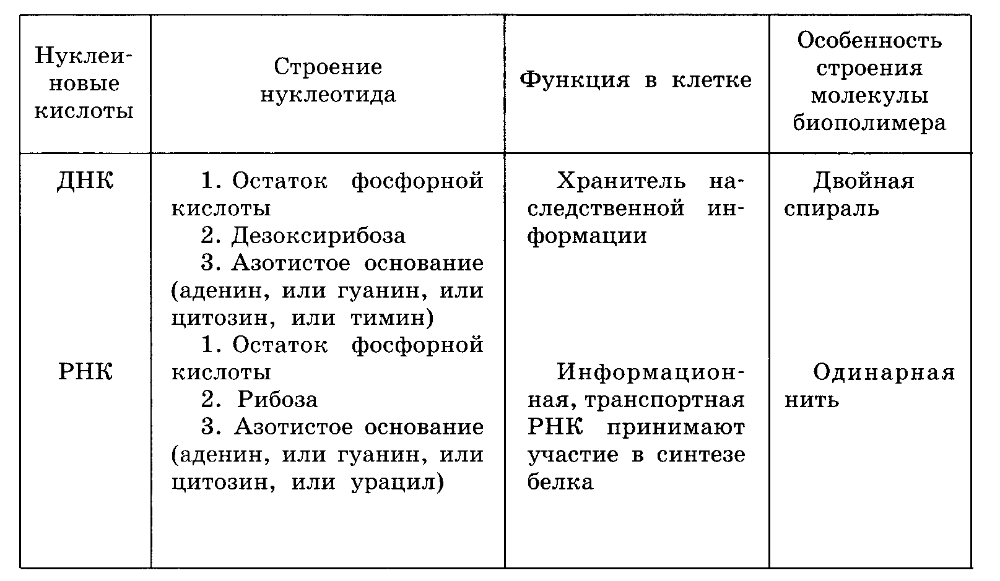 Нуклеи-
новые
кислоты
Строение
нуклеотида
Функция в клетке
Особенность
строения
молекулы
биополимера
ДНК
1. Остаток фосфорной
кислоты
2. Дезоксирибоза
3. Азотистое основание
(аденин, или гуанин, или
цитозин, или тимин)
Хранитель на-
следственной ин-
формации
Двойная
спираль
РНК
1. Остаток фосфорной
кислоты
2. Рибоза
3. Азотистое основание
(аденин, или гуанин, или
цитозин, или урацил)
Информацион-
ная, транспортная
РНК принимают
участие в синтезе
белка
Одинарная
нить